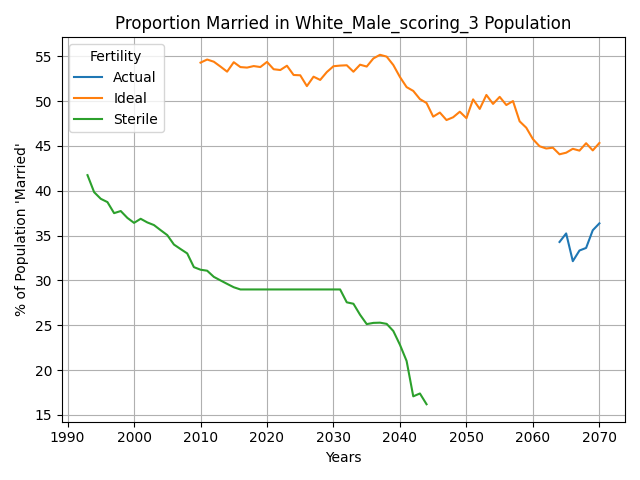 Proportion Married in White_Male_scoring_3 Population
Fertility
Actual
Ideal
Sterile
% of Population 'Married'
55
50
45
40
35
30
25
20
15
1990 2000 2010 2020 2030 2040 2050 2060 2070
Years